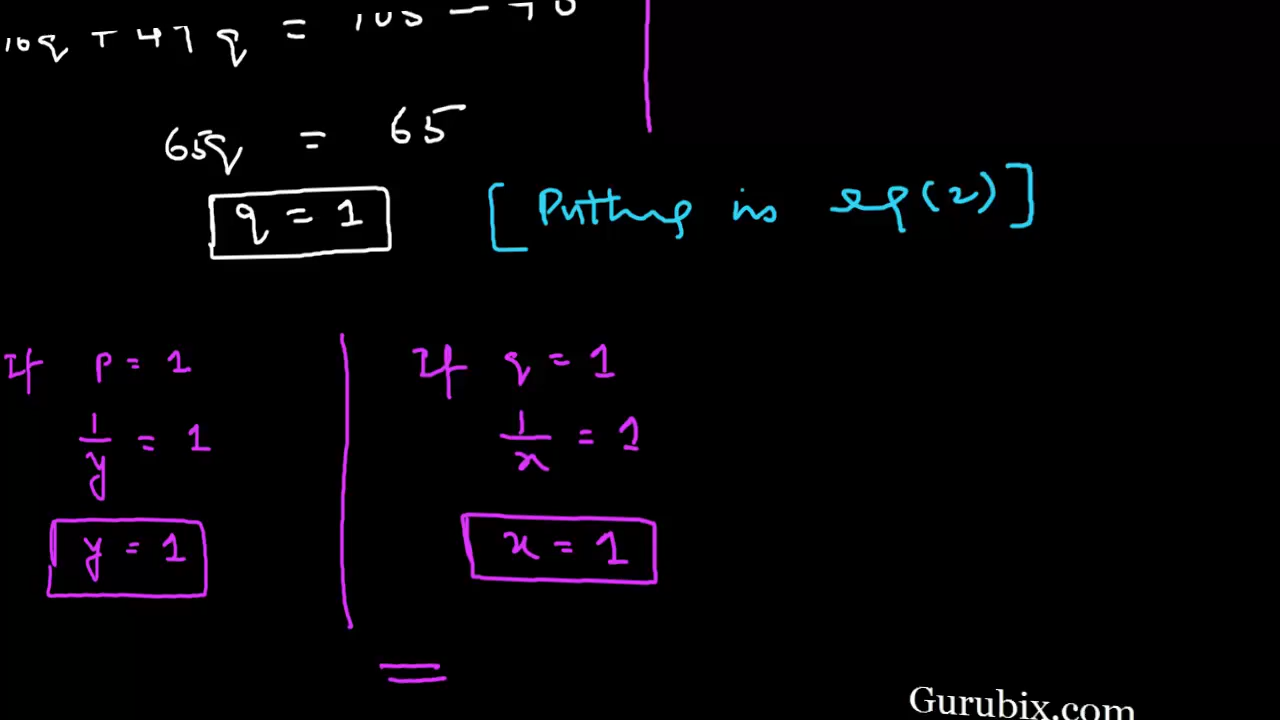 65q = 65
q = 1 [Putting in eq(2)]
If p = 1
1/y = 1
y = 1
If q = 1
1/x = 1
x = 1
Gurubix.com